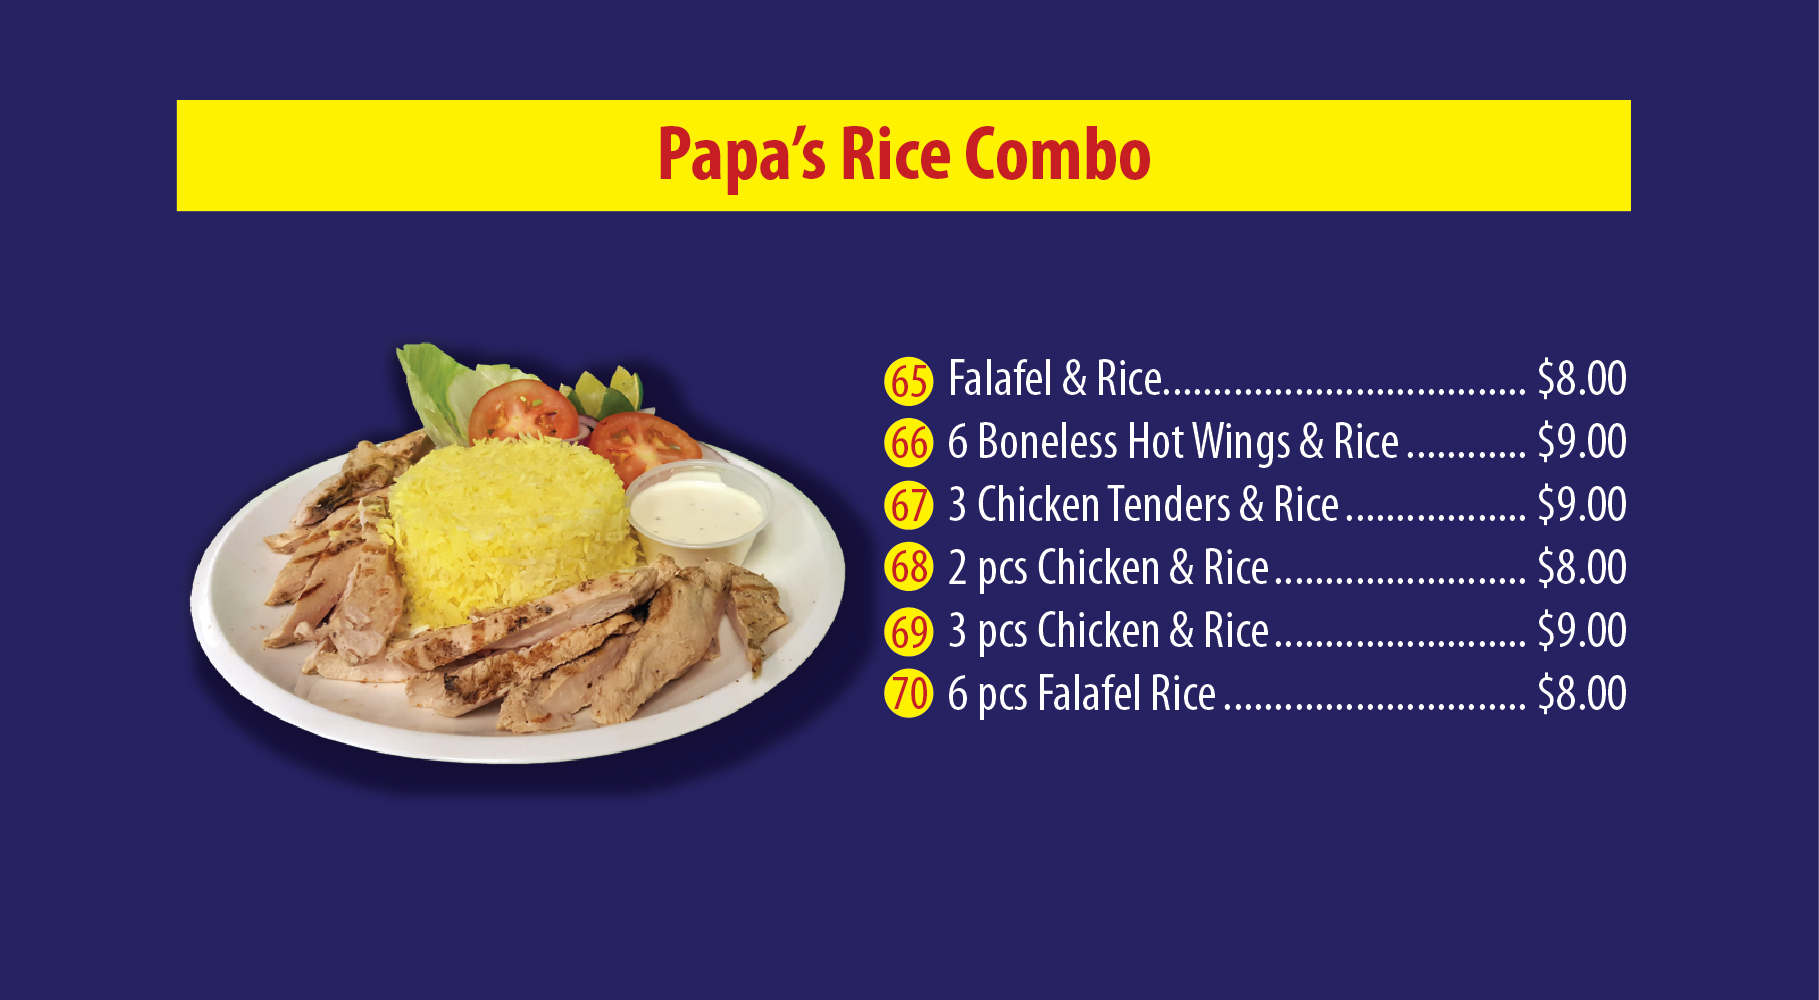 Papa’s Rice Combo
65 Falafel & Rice.................................... $8.00
66 6 Boneless Hot Wings & Rice ............ $9.00
67 3 Chicken Tenders & Rice .................. $9.00
68 2 pcs Chicken & Rice ......................... $8.00
69 3 pcs Chicken & Rice ......................... $9.00
70 6 pcs Falafel Rice .............................. $8.00